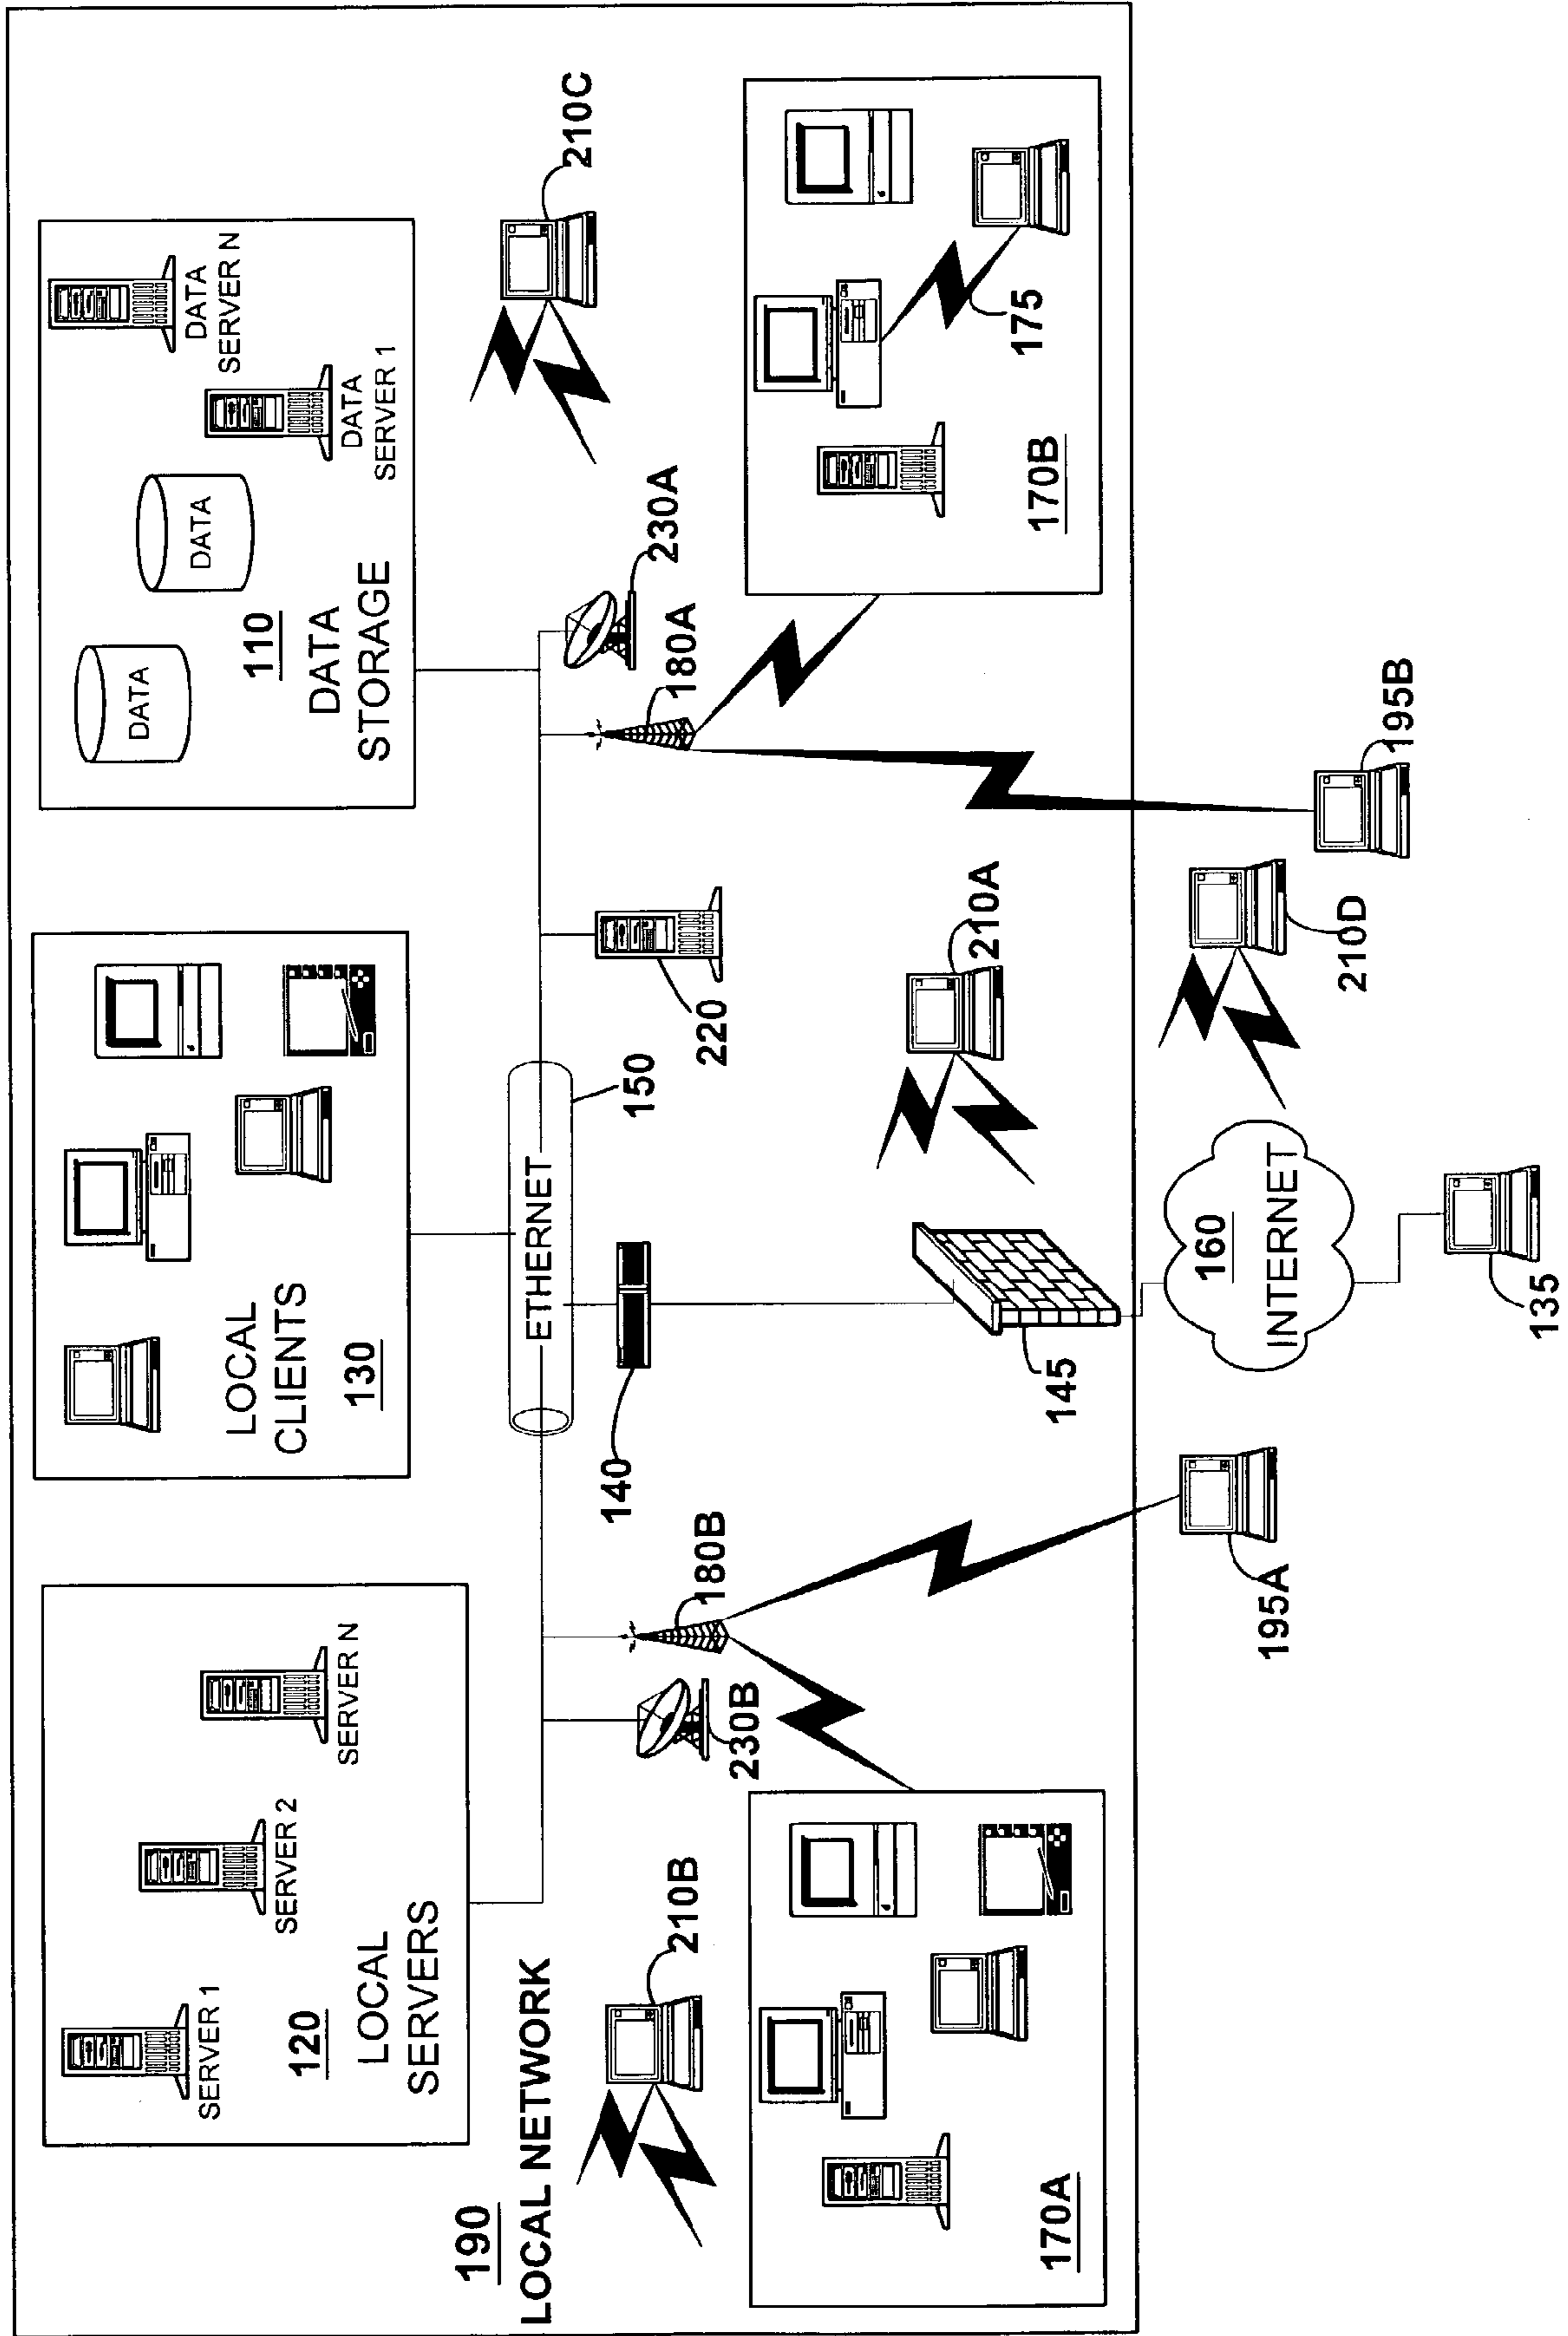 SERVER 1
SERVER 2
SERVER N
120
LOCAL
SERVERS
LOCAL
CLIENTS
130
DATA
DATA
110
DATA
STORAGE
DATA
SERVER 1
DATA
SERVER N
190
LOCAL NETWORK
ETHERNET
150
140
220
210B
230B
180B
180A
230A
210C
170A
145
210A
170B
175
195A
160
INTERNET
135
210D
195B